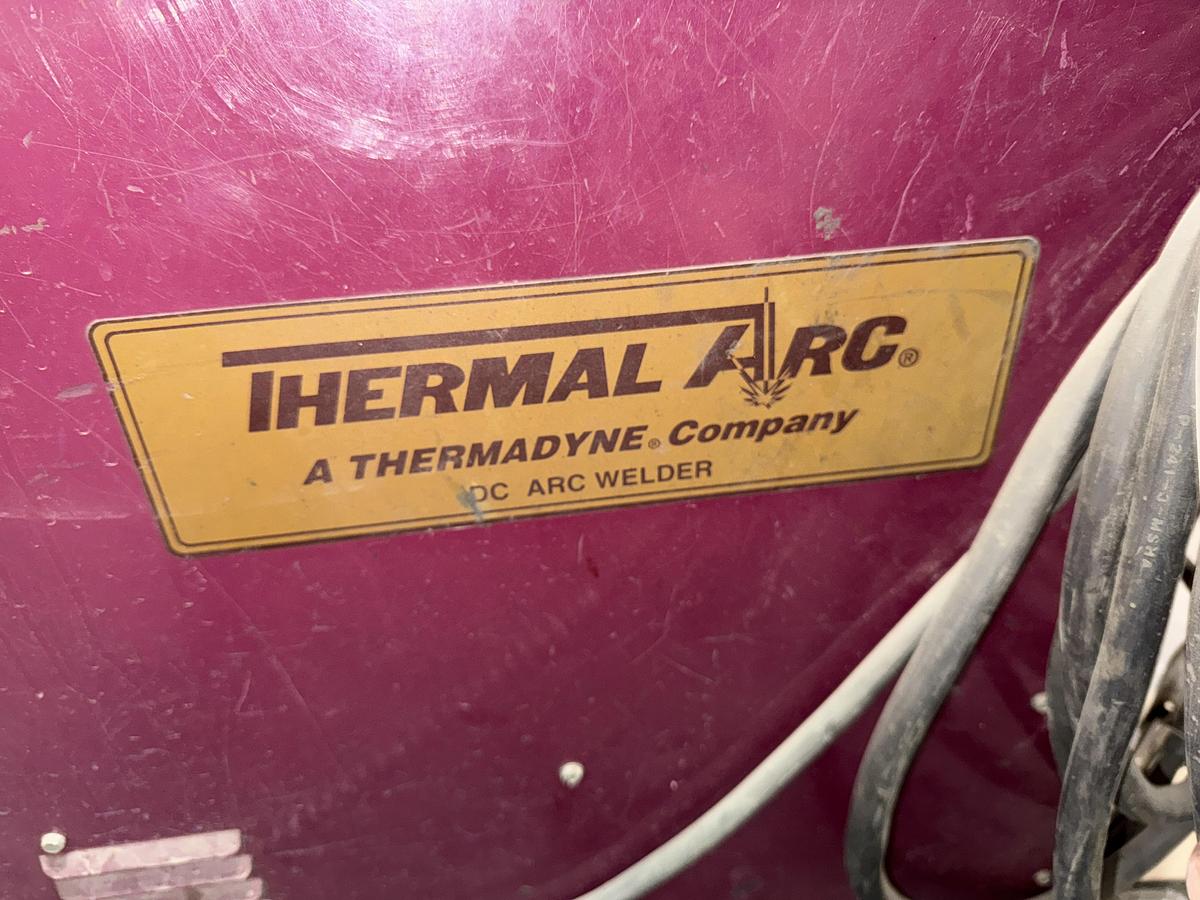 THERMAL ARC®
A THERMADYNE® Company
DC ARC WELDER